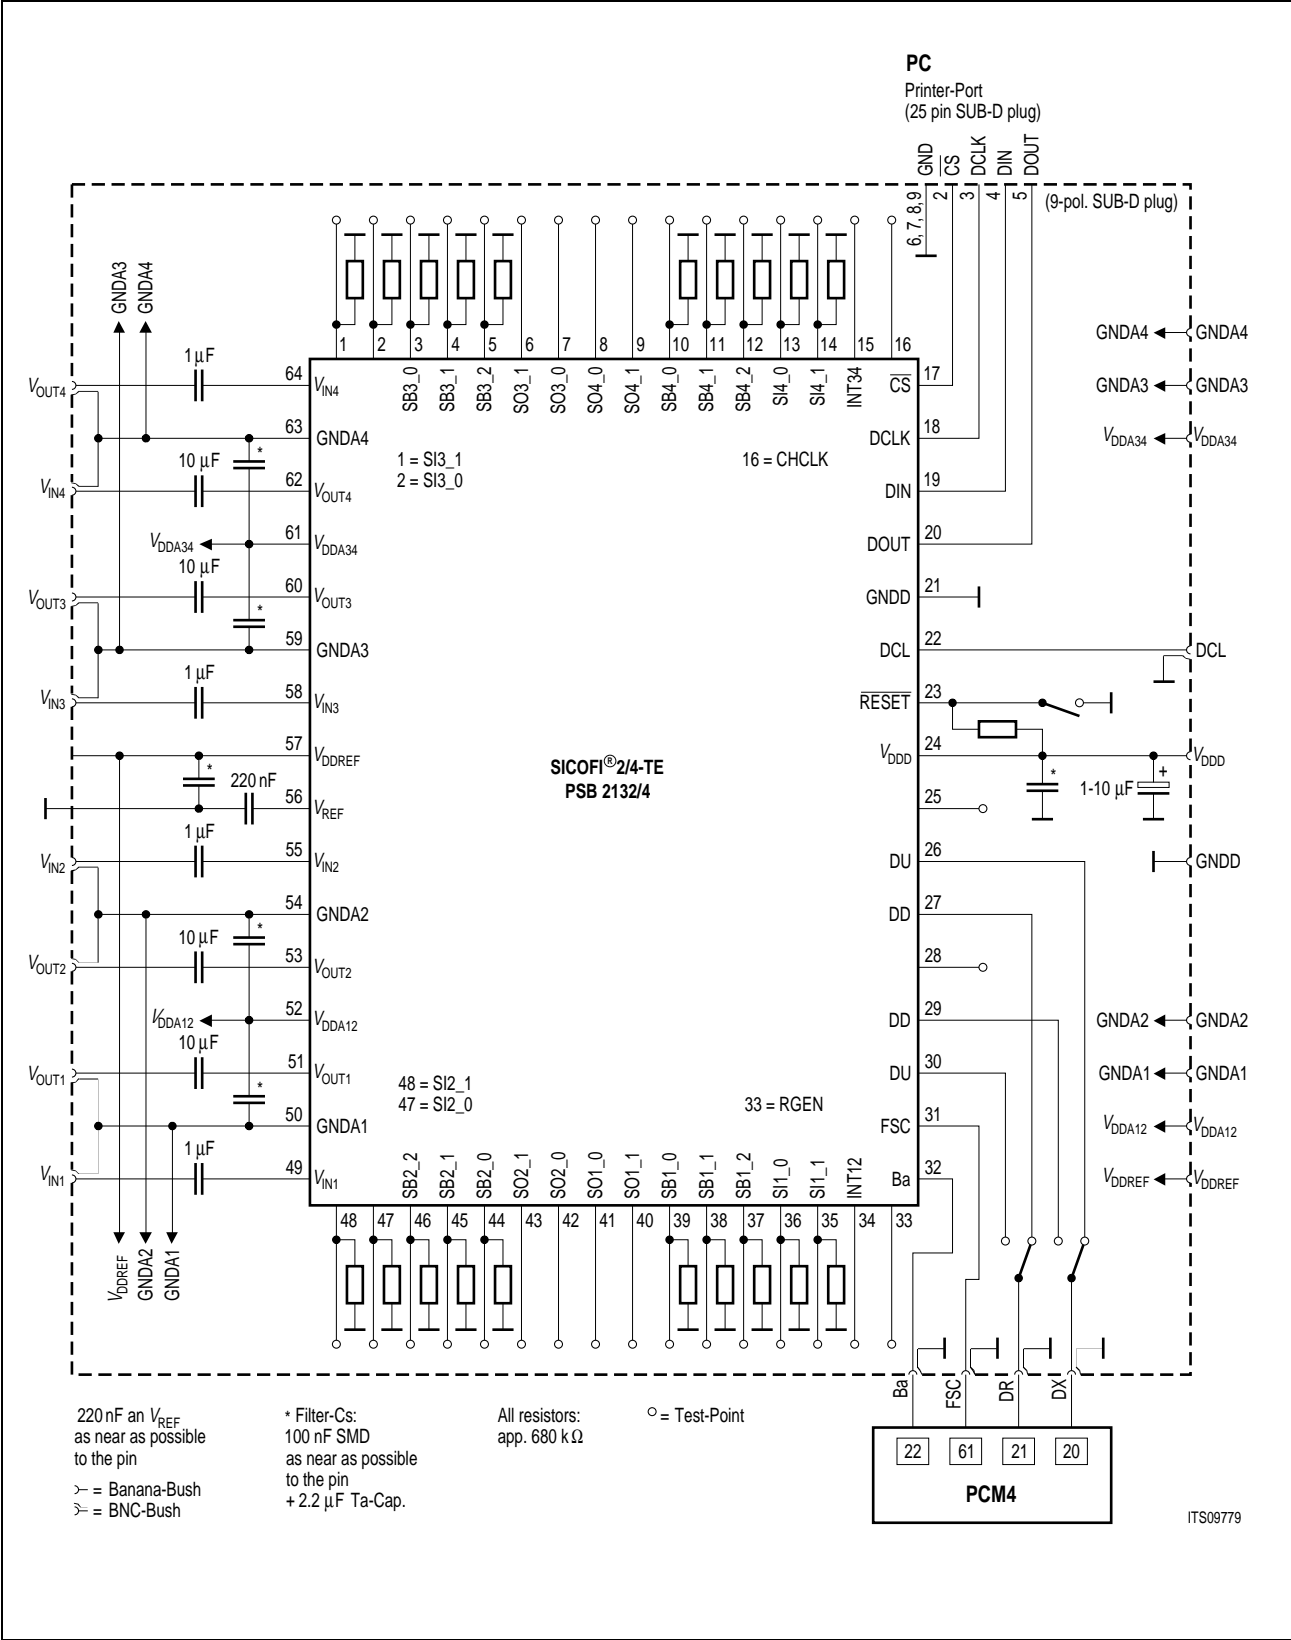 PC
Printer-Port
(25 pin SUB-D plug)
GND
CS
DCLK
DIN
DOUT
6, 7, 8, 9
2
3
4
5
(9-pol. SUB-D plug)
GNDA3
GNDA4
1 2 3 4 5 6 7 8 9 10 11 12 13 14 15 16
SB3_0
SB3_1
SB3_2
SO3_1
SO3_0
SO4_0
SO4_1
SB4_0
SB4_1
SB4_2
SI4_0
SI4_1
INT34
1 = SI3_1
2 = SI3_0
16 = CHCLK
VOUT4 1 µF 64 VIN4
63 GNDA4
VIN4 10 µF 62 VOUT4
*
VDDA34 61 VDDA34
VOUT3 10 µF 60 VOUT3
*
59 GNDA3
VIN3 1 µF 58 VIN3
57 VDDREF
*
220 nF 56 VREF
VIN2 1 µF 55 VIN2
54 GNDA2
*
VOUT2 10 µF 53 VOUT2
VDDA12 52 VDDA12
VOUT1 10 µF 51 VOUT1
*
50 GNDA1
VIN1 1 µF 49 VIN1
VDDREF
GNDA2
GNDA1
SICOFI®2/4-TE
PSB 2132/4
CS 17
DCLK 18
DIN 19
DOUT 20
GNDD 21
DCL 22 DCL
RESET 23
VDDD 24 VDDD
* 1-10 µF +
25
DU 26
GNDD
DD 27
28
DD 29
DU 30
FSC 31
Ba 32
GNDA4 GNDA4
GNDA3 GNDA3
VDDA34 VDDA34
GNDA2 GNDA2
GNDA1 GNDA1
VDDA12 VDDA12
VDDREF VDDREF
48 = SI2_1
47 = SI2_0
33 = RGEN
SB2_2
SB2_1
SB2_0
SO2_1
SO2_0
SO1_0
SO1_1
SB1_0
SB1_1
SB1_2
SI1_0
SI1_1
INT12
48 47 46 45 44 43 42 41 40 39 38 37 36 35 34 33
Ba
FSC
DR
DX
22 61 21 20
PCM4
220 nF an VREF
as near as possible
to the pin
= Banana-Bush
= BNC-Bush
* Filter-Cs:
100 nF SMD
as near as possible
to the pin
+ 2.2 µF Ta-Cap.
All resistors:
app. 680 kΩ
= Test-Point
ITS09779